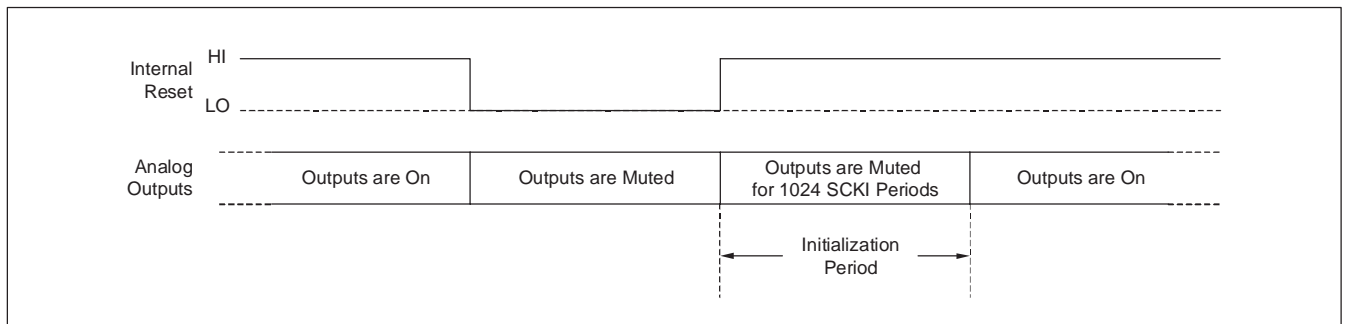 HI
Internal
Reset
LO
Analog
Outputs
Outputs are On
Outputs are Muted
Outputs are Muted
for 1024 SCKI Periods
Outputs are On
Initialization
Period